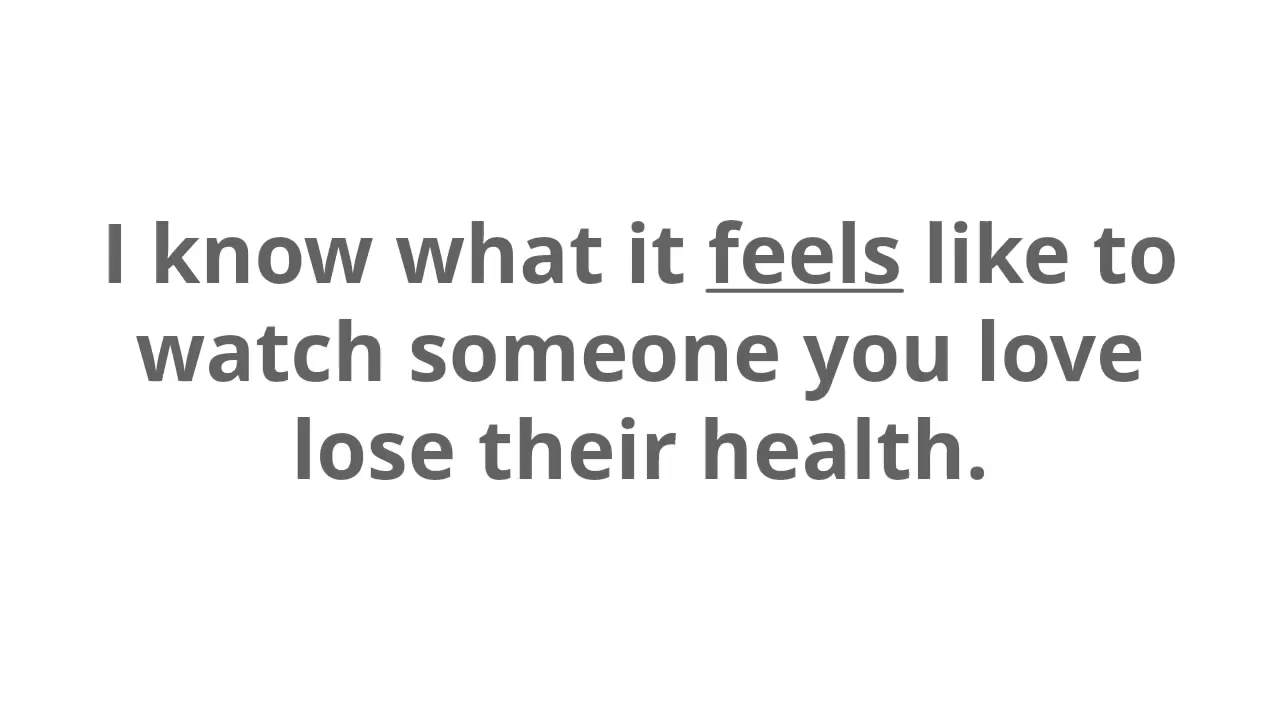 I know what it feels like to
watch someone you love
lose their health.